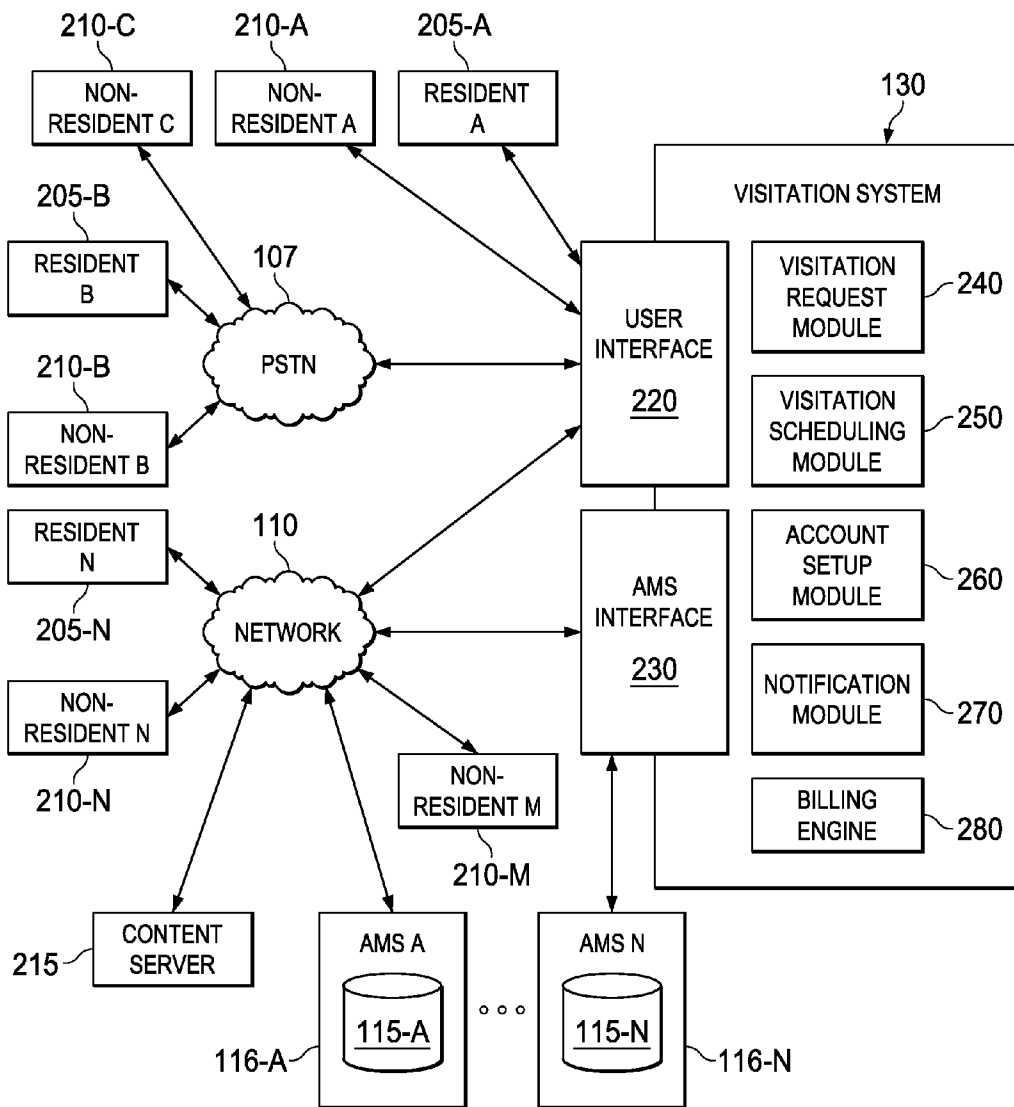 210-C
210-A
205-A
NON-
RESIDENT C
NON-
RESIDENT A
RESIDENT
A
130
VISITATION SYSTEM
205-B
RESIDENT
B
107
PSTN
210-B
NON-
RESIDENT B
USER
INTERFACE
220
VISITATION
REQUEST
MODULE
240
VISITATION
SCHEDULING
MODULE
250
RESIDENT
N
205-N
110
NETWORK
NON-
RESIDENT N
210-N
AMS
INTERFACE
230
ACCOUNT
SETUP
MODULE
260
NOTIFICATION
MODULE
270
NON-
RESIDENT M
210-M
BILLING
ENGINE
280
CONTENT
SERVER
215
AMS A
115-A
116-A
AMS N
115-N
116-N